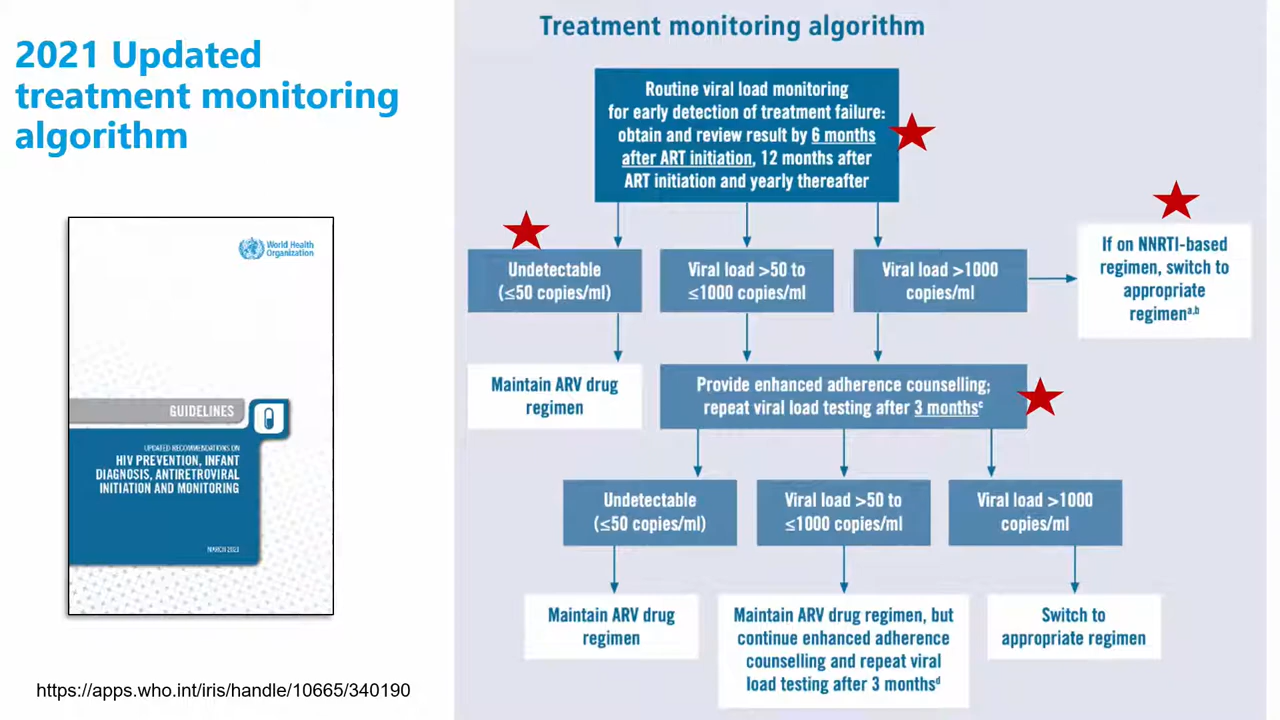 2021 Updated
treatment monitoring
algorithm
World Health
Organization
GUIDELINES
UPDATED RECOMMENDATIONS ON
HIV PREVENTION, INFANT
DIAGNOSIS, ANTIRETROVIRAL
INITIATION AND MONITORING
MARCH 2021
https://apps.who.int/iris/handle/10665/340190
Treatment monitoring algorithm
Routine viral load monitoring
for early detection of treatment failure:
obtain and review result by 6 months
after ART initiation, 12 months after
ART initiation and yearly thereafter
Undetectable
(≤50 copies/ml)
Viral load >50 to
≤1000 copies/ml
Viral load >1000
copies/ml
If on NNRTI-based
regimen, switch to
appropriate
regimenᵃ,ᵇ
Maintain ARV drug
regimen
Provide enhanced adherence counselling;
repeat viral load testing after 3 monthsᶜ
Undetectable
(≤50 copies/ml)
Viral load >50 to
≤1000 copies/ml
Viral load >1000
copies/ml
Maintain ARV drug
regimen
Maintain ARV drug regimen, but
continue enhanced adherence
counselling and repeat viral
load testing after 3 monthsᵈ
Switch to
appropriate regimen